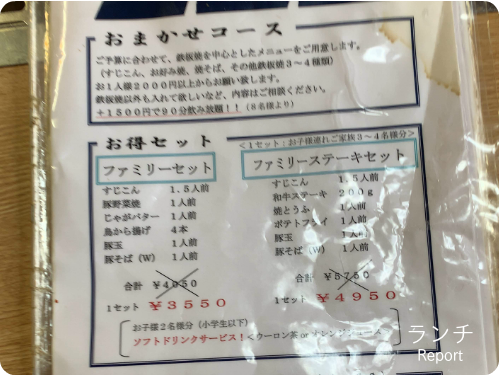 おまかせコース
ご予算に合わせて、鉄板焼を中心としたメニューをご用意します。
(すじこん、お好み焼、焼そば、その他鉄板焼３～４種類)
お１人様２０００円以上からお願い致します。
鉄板焼以外も入れて欲しいなど、内容はご相談ください。
＋１５００円で９０分飲み放題！！(８名様より)
お得セット
＜１セット：お子様連れご家族３～４名様分＞
ファミリーセット
すじこん １．５人前
豚野菜焼 １人前
じゃがバター １人前
鳥から揚げ ４本
豚玉 １人前
豚そば (W) １人前
合計 ￥４０５０
１セット ￥３５５０
ファミリーステーキセット
すじこん １．５人前
和牛ステーキ ２００ｇ
焼とうふ １人前
ポテトフライ １人前
豚玉 １人前
豚そば (W) １人前
合計 ￥５７５０
１セット ￥４９５０
お子様２名様分 (小学生以下)
ソフトドリンクサービス！＜ウーロン茶 or オレンジジュース
ランチ
Report